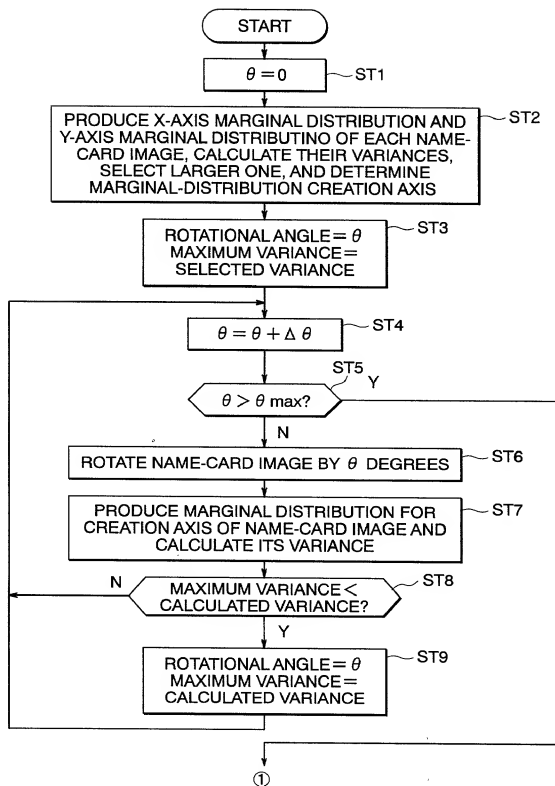 START
θ=0
ST1
PRODUCE X-AXIS MARGINAL DISTRIBUTION AND
Y-AXIS MARGINAL DISTRIBUTINO OF EACH NAME-
CARD IMAGE, CALCULATE THEIR VARIANCES,
SELECT LARGER ONE, AND DETERMINE
MARGINAL-DISTRIBUTION CREATION AXIS
ST2
ROTATIONAL ANGLE= θ
MAXIMUM VARIANCE=
SELECTED VARIANCE
ST3
θ = θ + Δ θ
ST4
θ > θ max?
ST5
Y
N
ROTATE NAME-CARD IMAGE BY θ DEGREES
ST6
PRODUCE MARGINAL DISTRIBUTION FOR
CREATION AXIS OF NAME-CARD IMAGE AND
CALCULATE ITS VARIANCE
ST7
N
MAXIMUM VARIANCE<
CALCULATED VARIANCE?
ST8
Y
ROTATIONAL ANGLE= θ
MAXIMUM VARIANCE=
CALCULATED VARIANCE
ST9
①